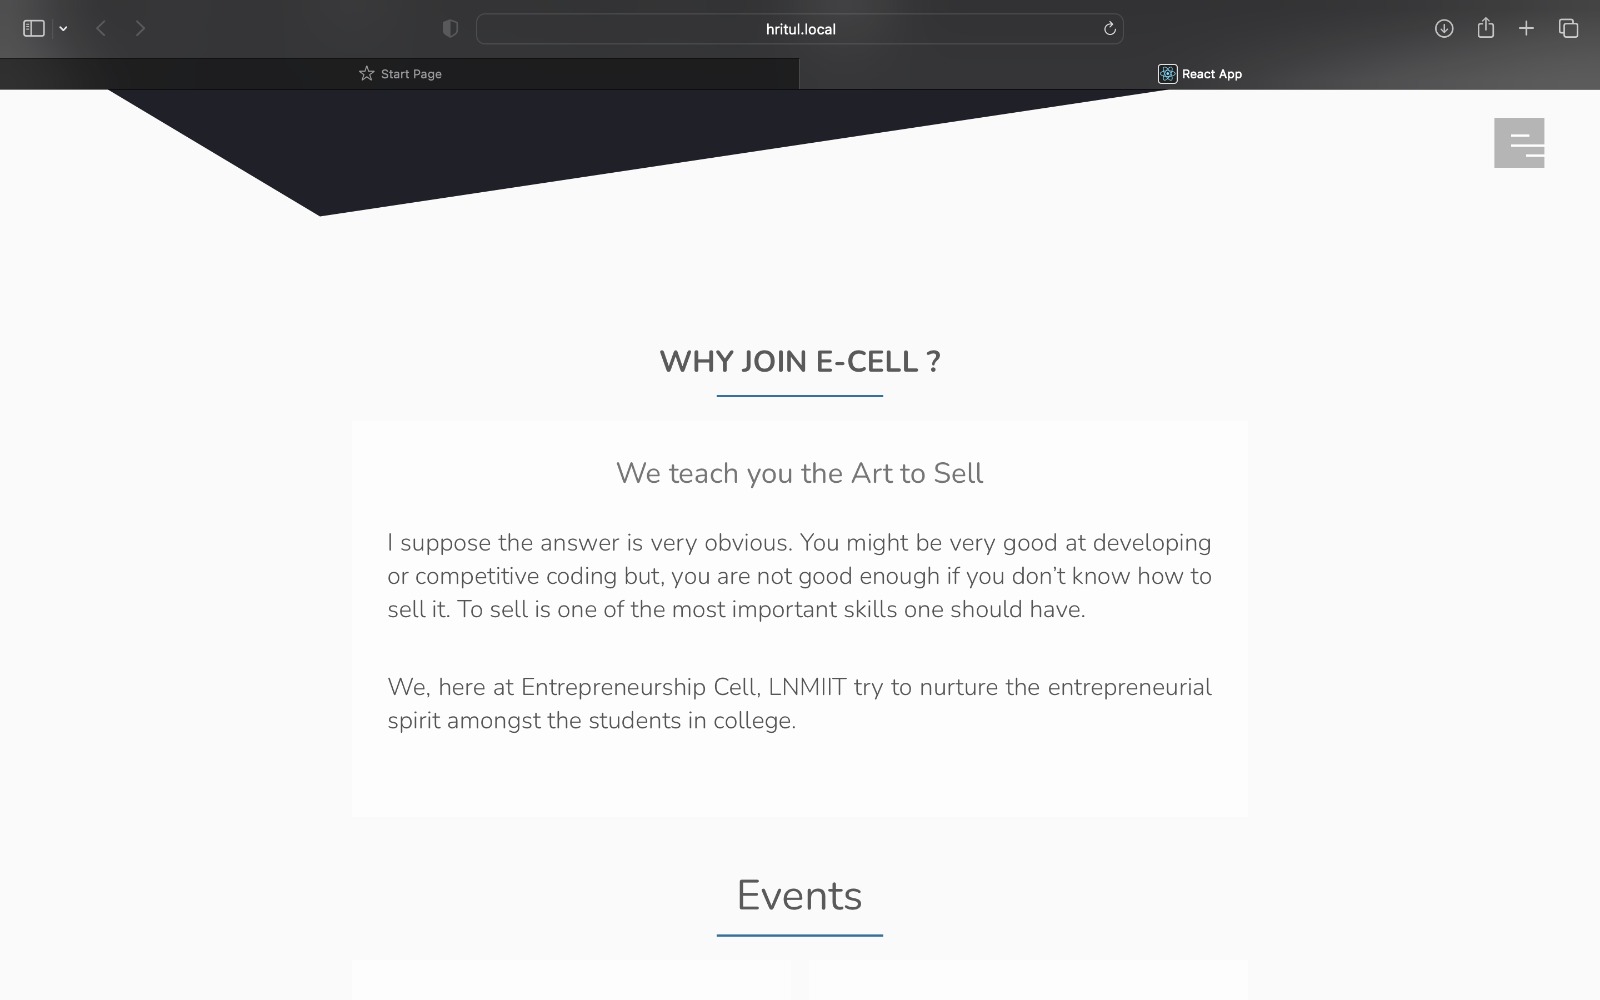 hritul.local
Start Page
React App
WHY JOIN E-CELL ?
We teach you the Art to Sell
I suppose the answer is very obvious. You might be very good at developing
or competitive coding but, you are not good enough if you don’t know how to
sell it. To sell is one of the most important skills one should have.
We, here at Entrepreneurship Cell, LNMIIT try to nurture the entrepreneurial
spirit amongst the students in college.
Events